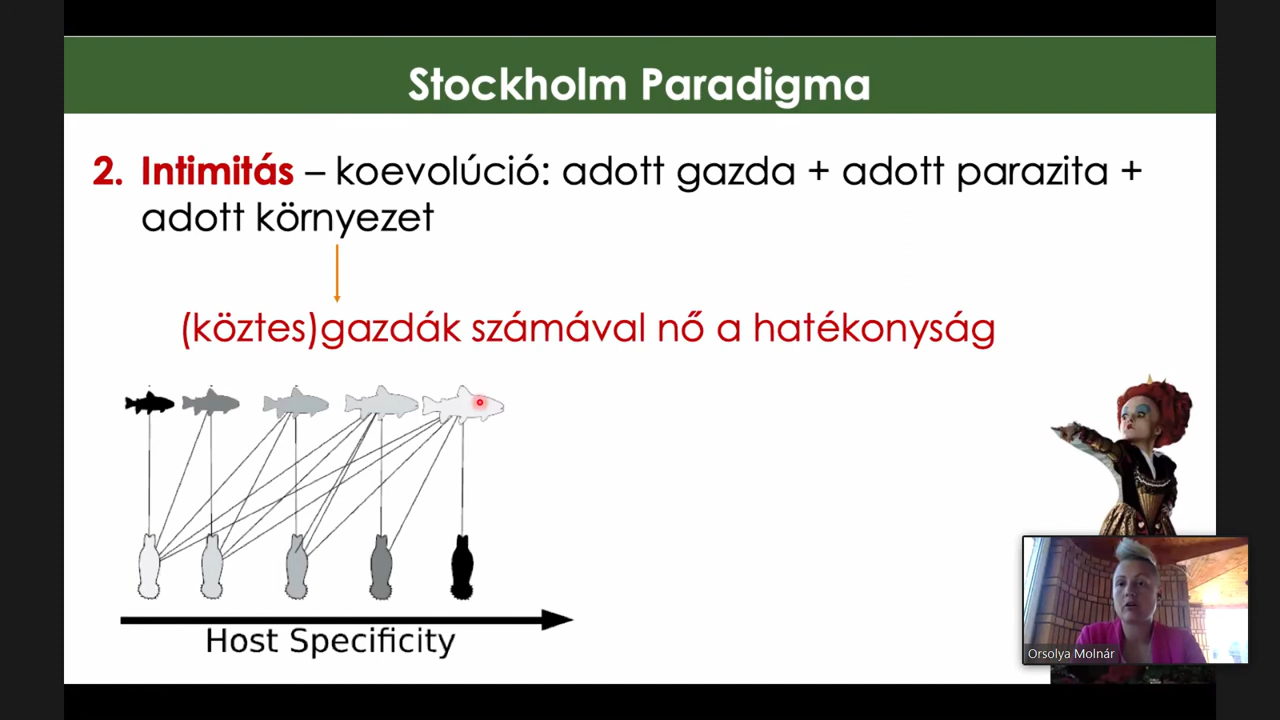 Stockholm Paradigma
2. Intimitás – koevolúció: adott gazda + adott parazita +
adott környezet
(köztes)gazdák számával nő a hatékonyság
Host Specificity
Orsolya Molnár